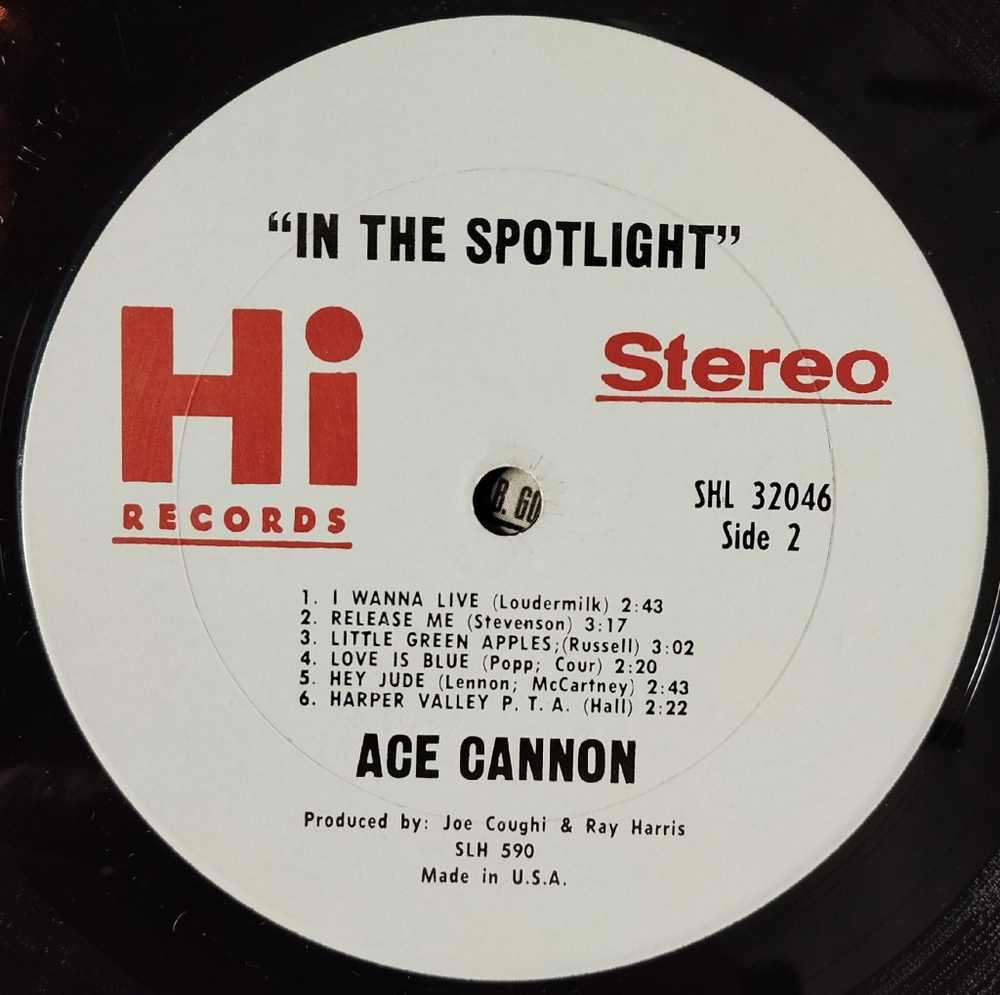 “IN THE SPOTLIGHT”
Hi
RECORDS
Stereo
SHL 32046
Side 2
B. GO
1. I WANNA LIVE (Loudermilk) 2:43
2. RELEASE ME (Stevenson) 3:17
3. LITTLE GREEN APPLES;(Russell) 3:02
4. LOVE IS BLUE (Popp; Cour) 2:20
5. HEY JUDE (Lennon; McCartney) 2:43
6. HARPER VALLEY P. T. A. (Hall) 2:22
ACE CANNON
Produced by: Joe Coughi & Ray Harris
SLH 590
Made in U.S.A.